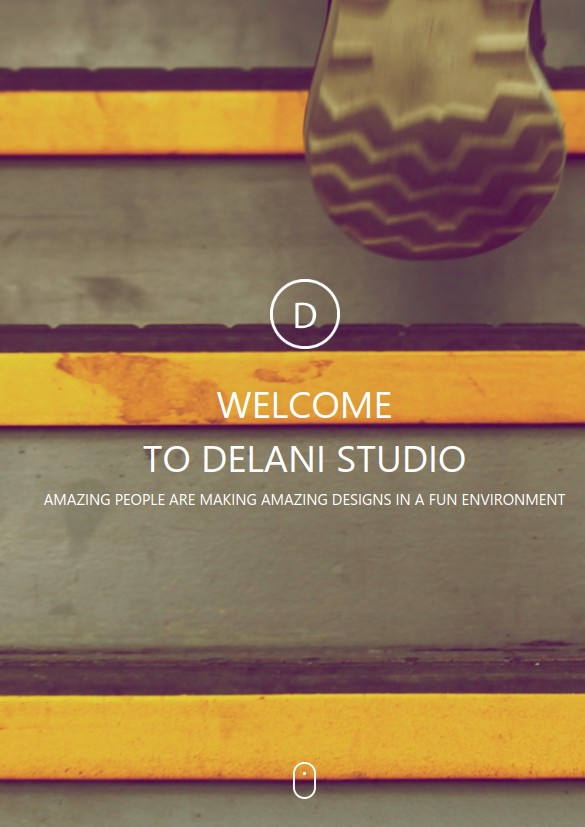 D
WELCOME
TO DELANI STUDIO
AMAZING PEOPLE ARE MAKING AMAZING DESIGNS IN A FUN ENVIRONMENT